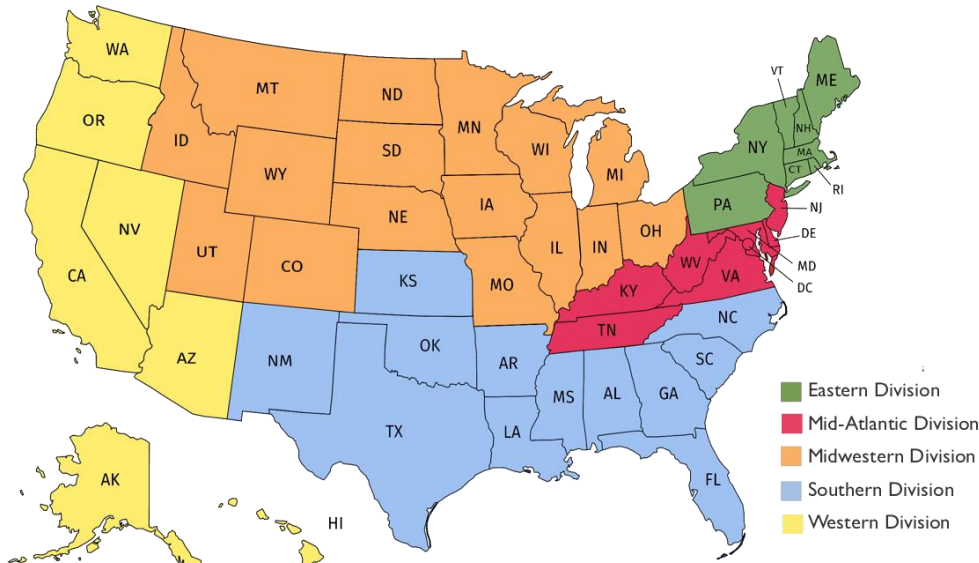 WA
MT
ND
MN
VT
ME
OR
ID
SD
WI
MI
NY
NH
MA
CT
RI
WY
IA
PA
NJ
NE
NV
UT
CO
IL
IN
OH
DE
MD
DC
CA
KS
MO
WV
VA
KY
NC
TN
AZ
NM
OK
AR
SC
MS
AL
GA
TX
LA
FL
AK
HI
Eastern Division
Mid-Atlantic Division
Midwestern Division
Southern Division
Western Division